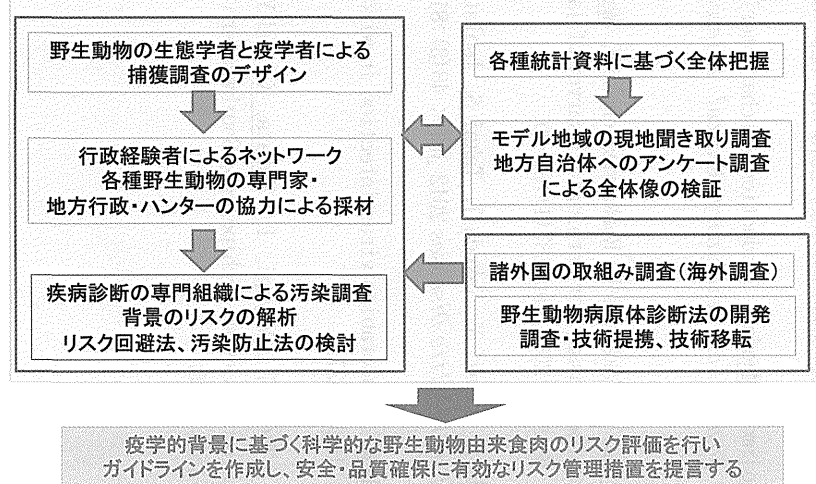 野生動物の生態学者と疫学者による
捕獲調査のデザイン
行政経験者によるネットワーク
各種野生動物の専門家・
地方行政・ハンターの協力による採材
疾病診断の専門組織による汚染調査
背景のリスクの解析
リスク回避法、汚染防止法の検討
各種統計資料に基づく全体把握
モデル地域の現地聞き取り調査
地方自治体へのアンケート調査
による全体像の検証
諸外国の取組み調査(海外調査)
野生動物病原体診断法の開発
調査・技術提携、技術移転
疫学的背景に基づく科学的な野生動物由来食肉のリスク評価を行い
ガイドラインを作成し、安全・品質確保に有効なリスク管理措置を提言する